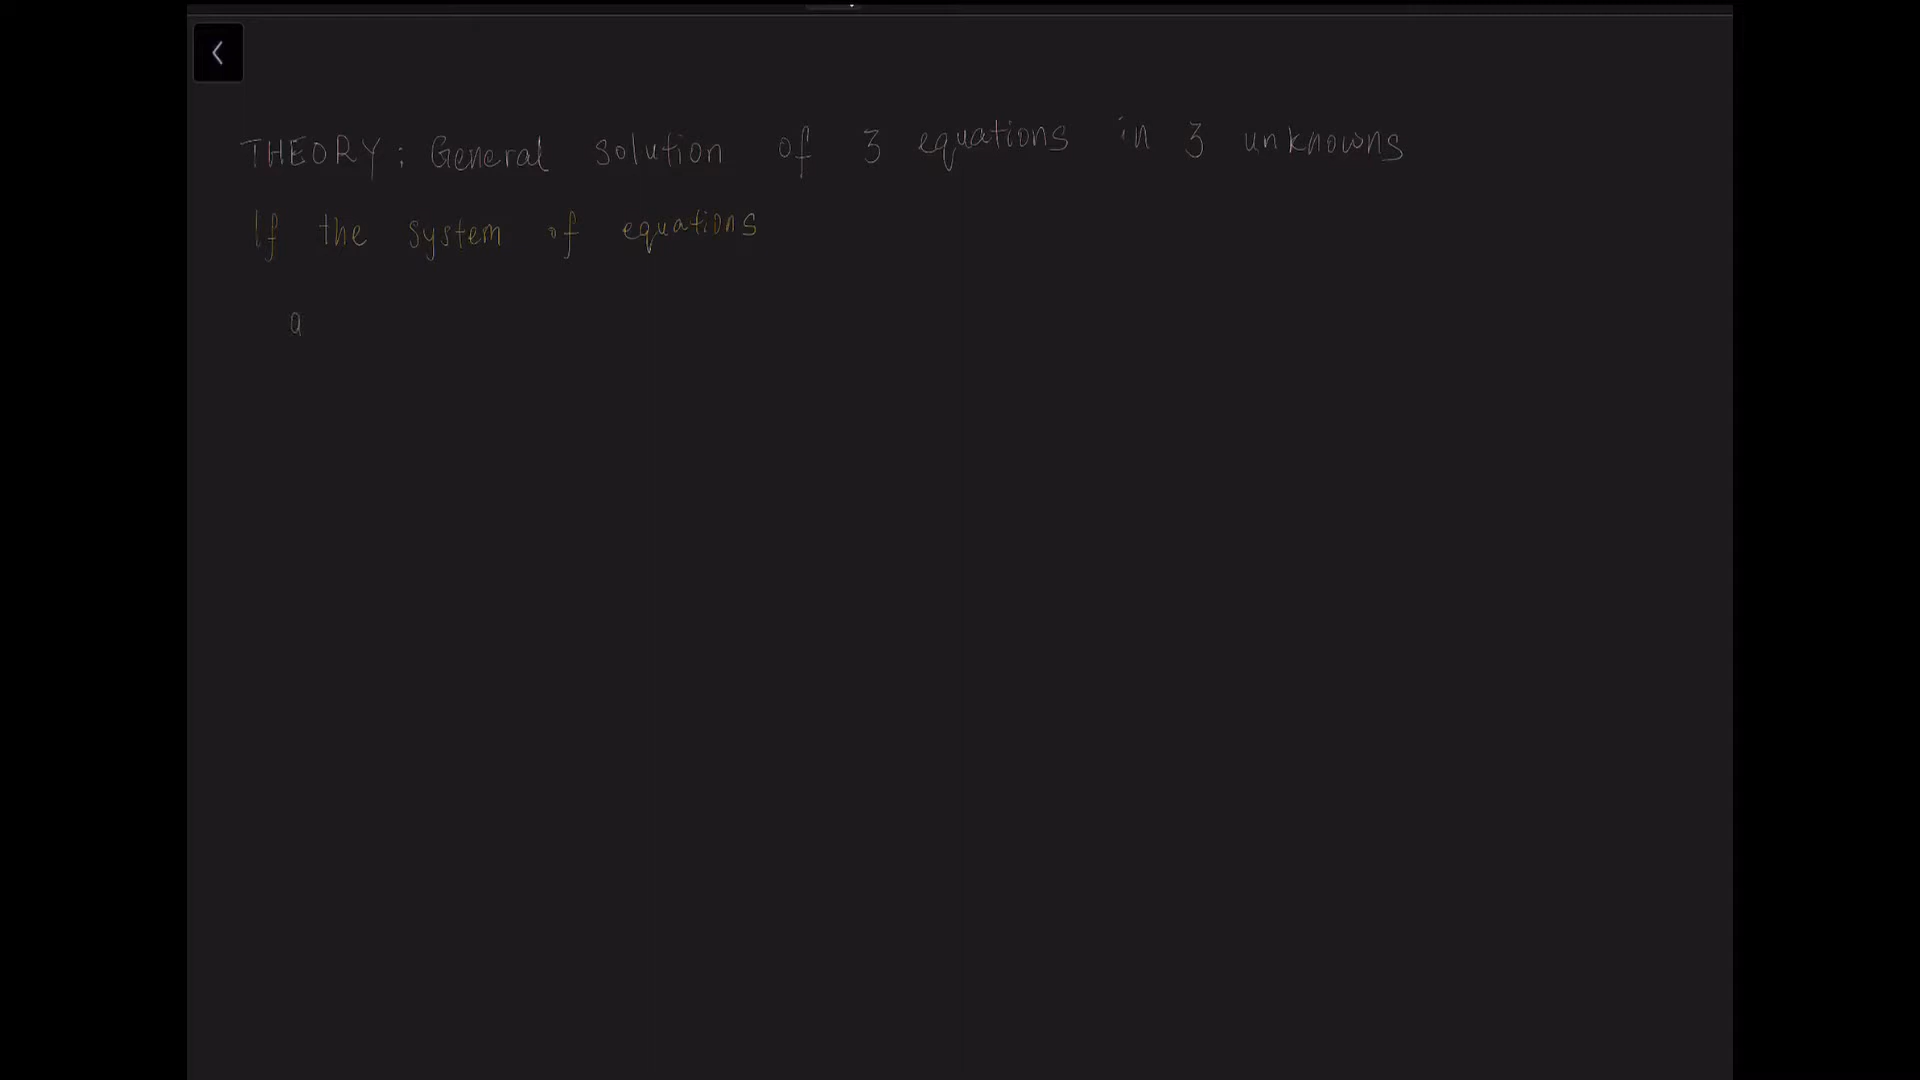 THEORY: General solution of 3 equations in 3 unknowns
If the system of equations
a